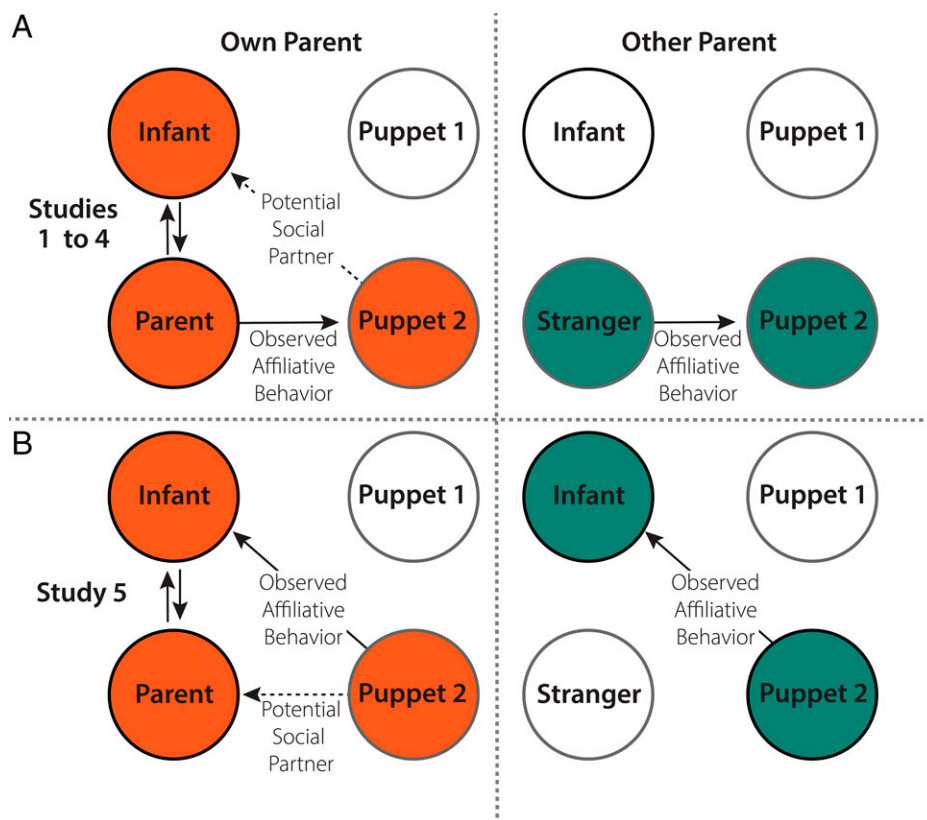 A
Own Parent
Other Parent
Infant
Puppet 1
Infant
Puppet 1
Studies
1 to 4
Potential
Social
Partner
Parent
Puppet 2
Stranger
Puppet 2
Observed
Affiliative
Behavior
Observed
Affiliative
Behavior
B
Infant
Puppet 1
Infant
Puppet 1
Study 5
Observed
Affiliative
Behavior
Observed
Affiliative
Behavior
Parent
Puppet 2
Stranger
Puppet 2
Potential
Social
Partner